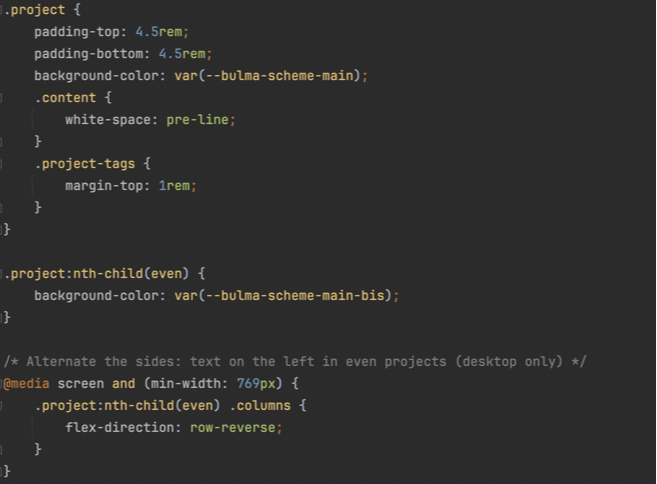 .project {
    padding-top: 4.5rem;
    padding-bottom: 4.5rem;
    background-color: var(--bulma-scheme-main);
    .content {
        white-space: pre-line;
    }
    .project-tags {
        margin-top: 1rem;
    }
}

.project:nth-child(even) {
    background-color: var(--bulma-scheme-main-bis);
}

/* Alternate the sides: text on the left in even projects (desktop only) */
@media screen and (min-width: 769px) {
    .project:nth-child(even) .columns {
        flex-direction: row-reverse;
    }
}